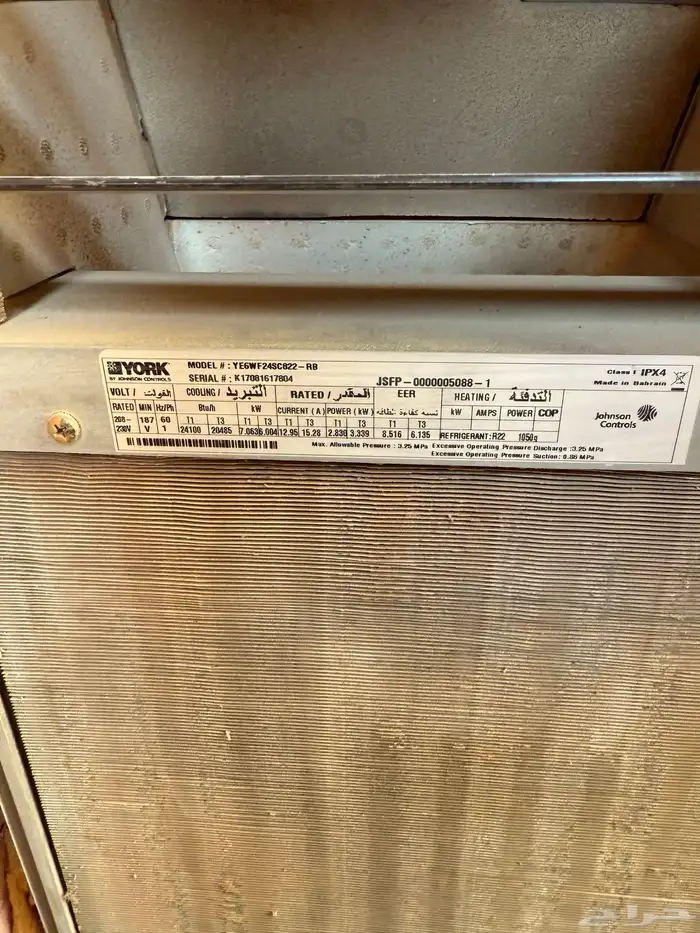 YORK
BY JOHNSON CONTROLS
MODEL # : YE6WF24SC822-RB
SERIAL # : K17081617804
JSFP-0000005088-1
Class I IPX4
Made in Bahrain
VOLT / الفولت COOLING / التبريد RATED / المقدر EER HEATING / التدفئة
RATED MIN Hz/Ph Btu/h kW CURRENT (A) POWER (kW) نسبة كفاءة kW AMPS POWER COP
T1 T3 T1 T3 T1 T3 T1 T3 T1 T3
208-230V 187 V 60 1 24100 20485 7.063 6.004 12.95 15.28 2.830 3.339 8.516 6.135 REFRIGERANT:R22 1050g
Max. Allowable Pressure : 3.25 MPa Excessive Operating Pressure Discharge :3.25 MPa
Excessive Operating Pressure Suction: 0.86 MPa
Johnson
Controls
حراج